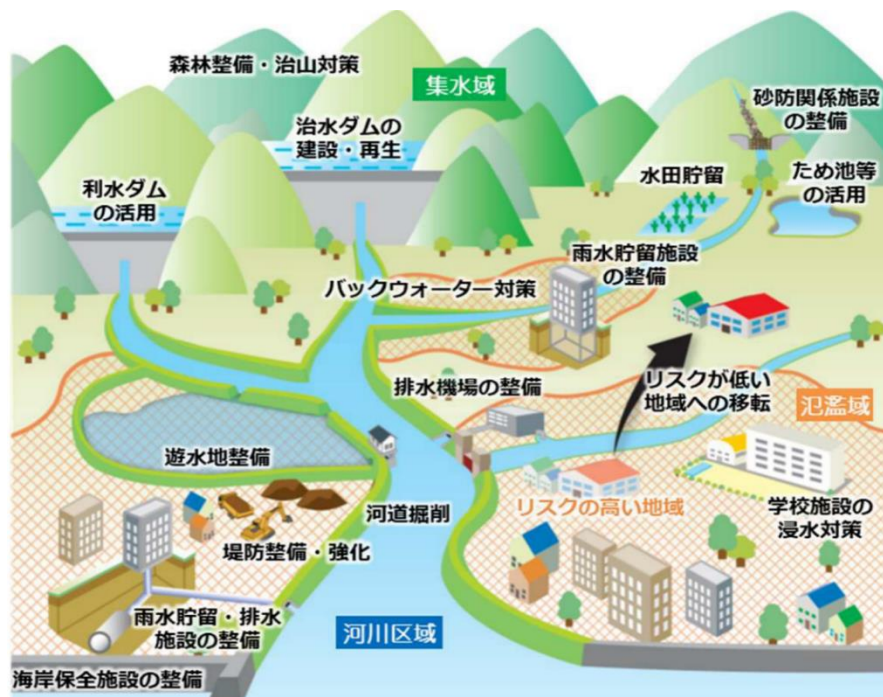 森林整備・治山対策
集水域
砂防関係施設
の整備
治水ダムの
建設・再生
水田貯留
ため池等
の活用
利水ダム
の活用
雨水貯留施設
の整備
バックウォーター対策
排水機場の整備
リスクが低い
地域への移転
氾濫域
遊水地整備
リスクの高い地域
学校施設の
浸水対策
河道掘削
堤防整備・強化
雨水貯留・排水
施設の整備
河川区域
海岸保全施設の整備